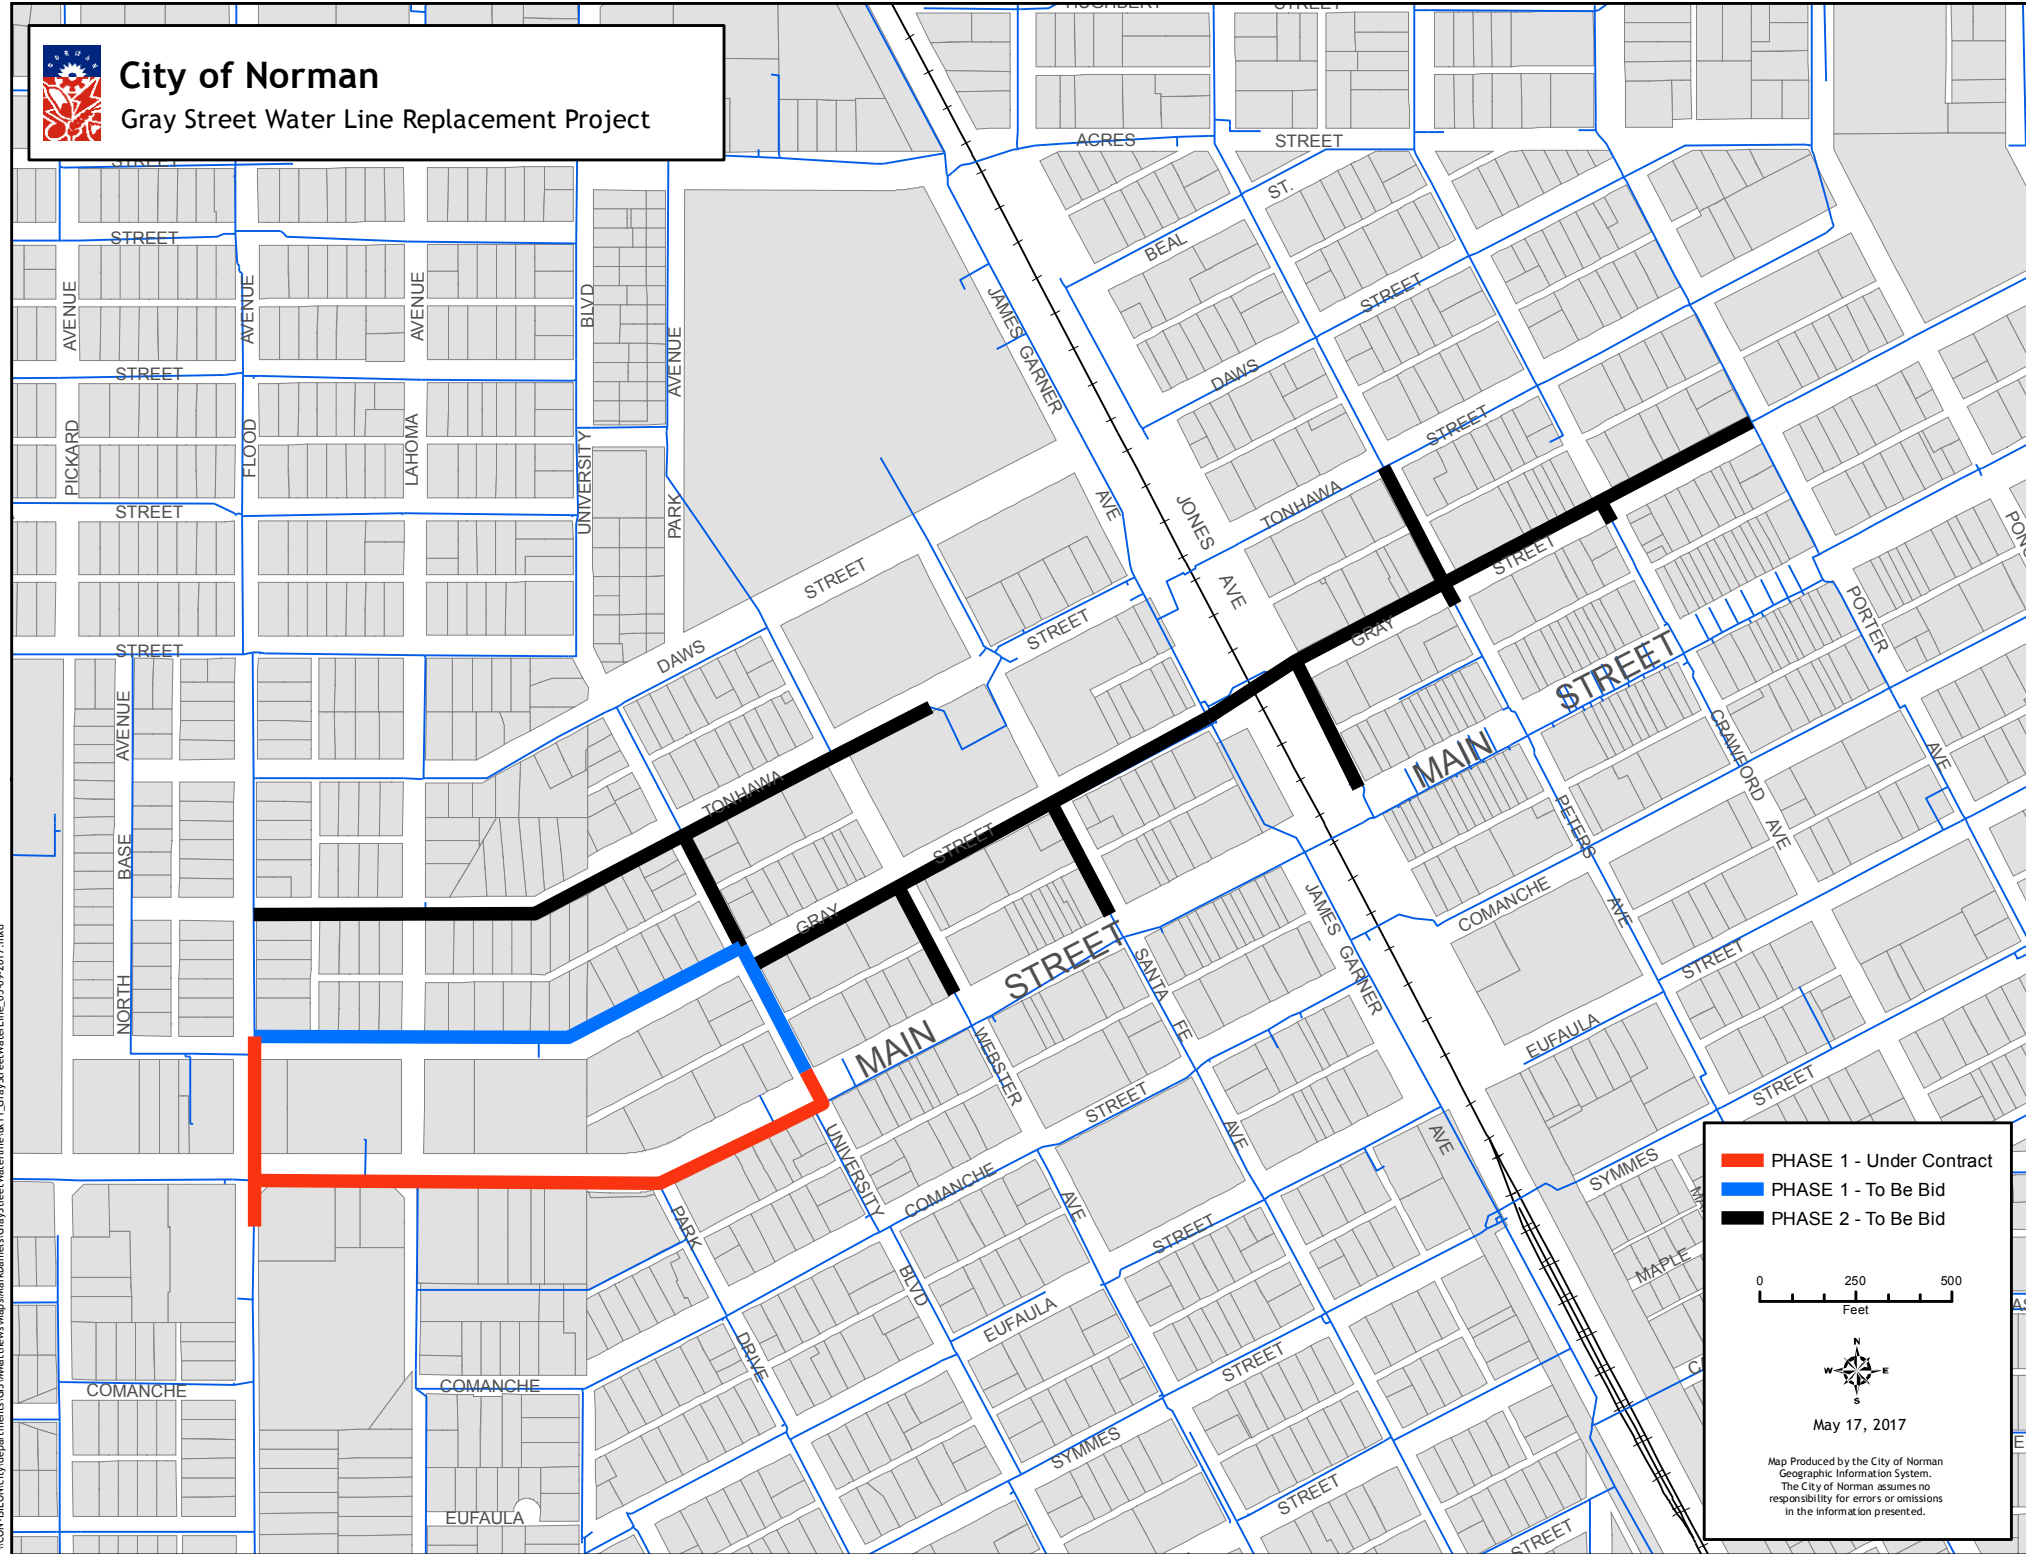 City of Norman
Gray Street Water Line Replacement Project
NORMAN
STREET
ACRES
STREET
STREET
ST.
BEAL
STREET
AVENUE
AVENUE
AVENUE
BLVD
AVENUE
JAMES
GARNER
STREET
DAWS
STREET
PICKARD
FLOOD
LAHOMA
UNIVERSITY
PARK
AVE
JONES
AVE
TONHAWA
STREET
STREET
STREET
STREET
PORTER
GRAY
STREET
DAWS
STREET
AVENUE
BASE
NORTH
TONHAWA
STREET
GRAY
MAIN
STREET
CRAWFORD
AVE
AVE
PETERS
AVE
STREET
MAIN
SANTA
FE
AVE
WEBSTER
AVE
JAMES
GARNER
AVE
COMANCHE
STREET
EUFAULA
STREET
STREET
UNIVERSITY
BLVD
COMANCHE
STREET
PARK
DRIVE
EUFAULA
STREET
SYMMES
STREET
STREET
COMANCHE
COMANCHE
EUFAULA
SYMMES
MAPLE
PHASE 1 - Under Contract
PHASE 1 - To Be Bid
PHASE 2 - To Be Bid
0 250 500
Feet
N
W E
S
May 17, 2017
Map Produced by the City of Norman
Geographic Information System.
The City of Norman assumes no
responsibility for errors or omissions
in the information presented.